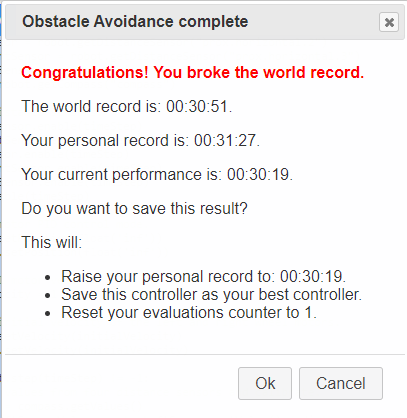 Obstacle Avoidance complete
Congratulations! You broke the world record.
The world record is: 00:30:51.
Your personal record is: 00:31:27.
Your current performance is: 00:30:19.
Do you want to save this result?
This will:
• Raise your personal record to: 00:30:19.
• Save this controller as your best controller.
• Reset your evaluations counter to 1.
Ok Cancel